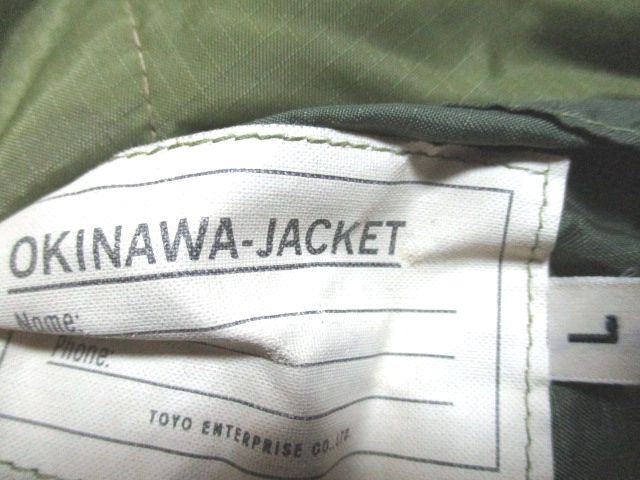 OKINAWA-JACKET
Name:
Phone:
TOYO ENTERPRISE CO.,LTD.
L